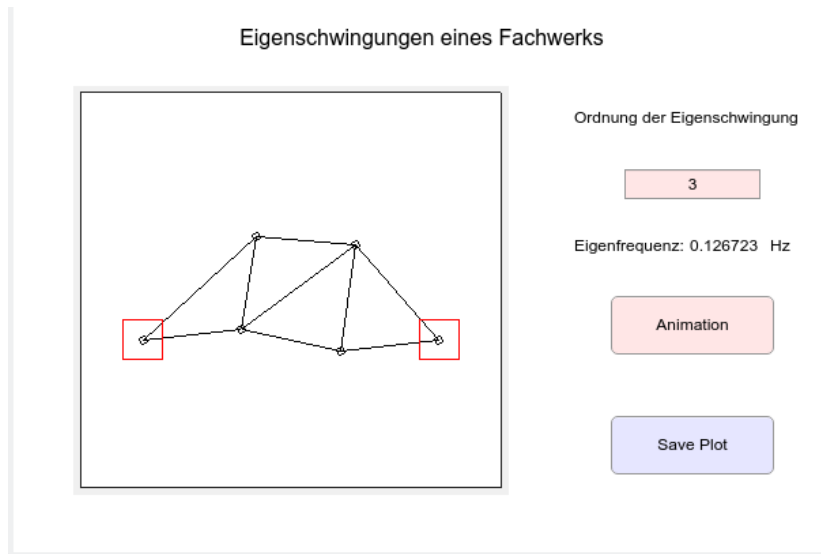 Eigenschwingungen eines Fachwerks
Ordnung der Eigenschwingung
3
Eigenfrequenz: 0.126723 Hz
Animation
Save Plot